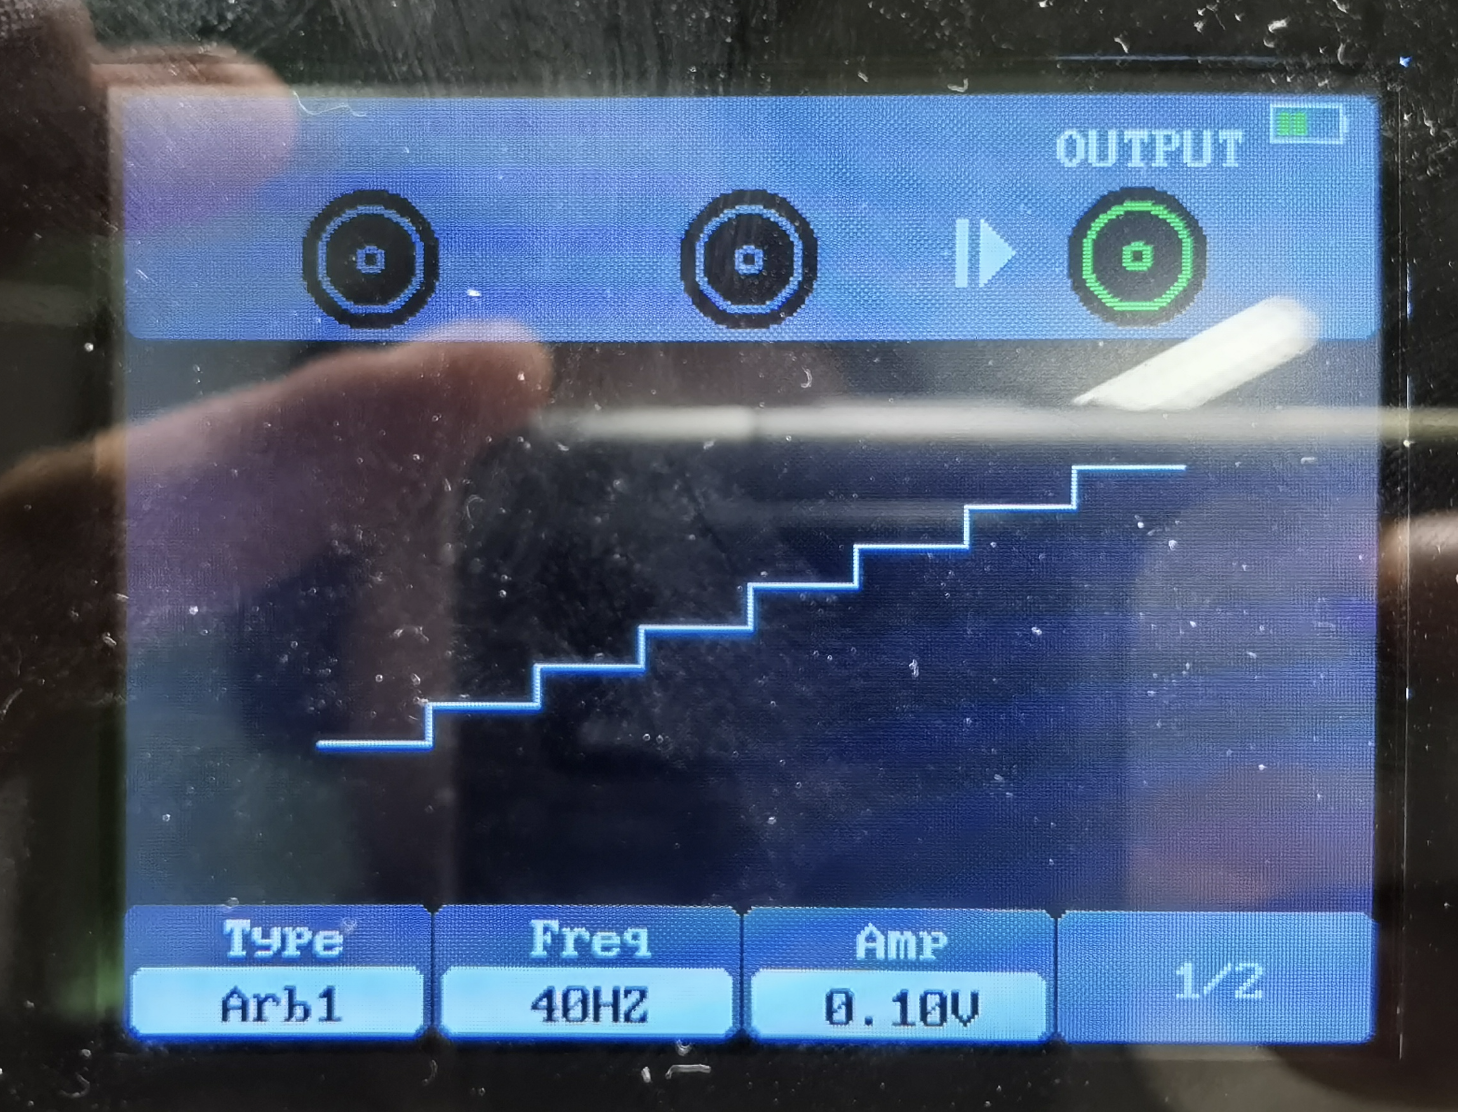 OUTPUT
Type Freq Amp
1/2
Arb1 40HZ 0.10V